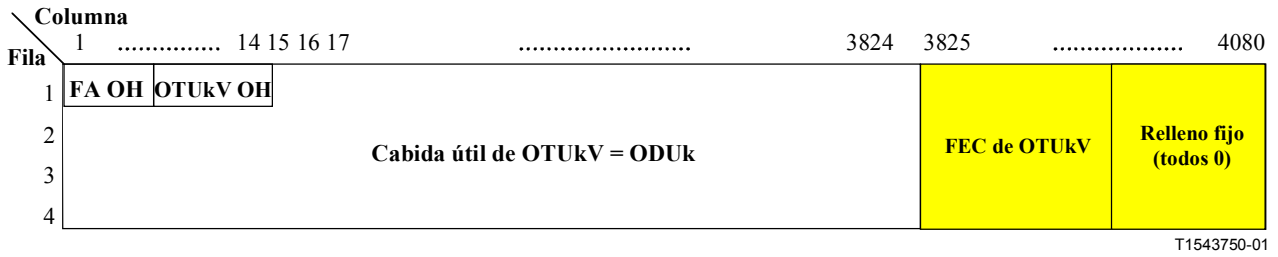 Columna
1 ............... 14 15 16 17 ........................ 3824 3825 ................... 4080
Fila
1 FA OH OTUkV OH
2
3
4
Cabida útil de OTUkV = ODUk
FEC de OTUkV
Relleno fijo
(todos 0)
T1543750-01